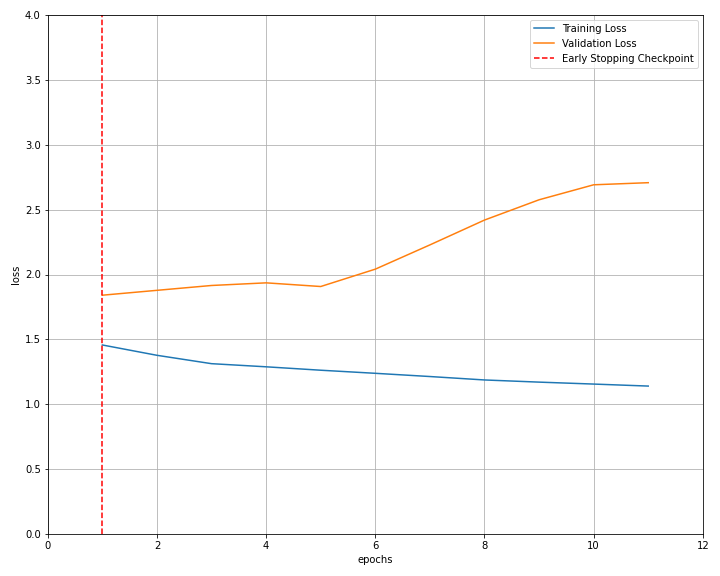 4.0
3.5
3.0
2.5
2.0
1.5
1.0
0.5
0.0
loss
0 2 4 6 8 10 12
epochs
Training Loss
Validation Loss
Early Stopping Checkpoint